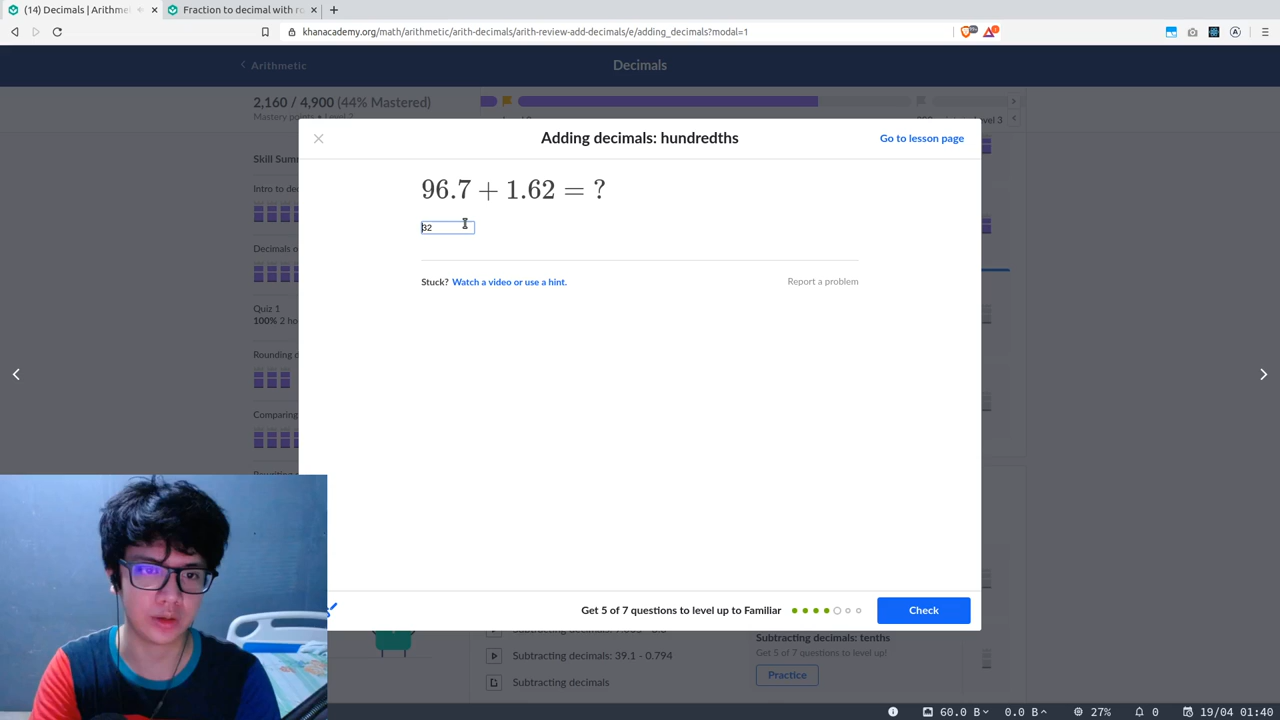 (14) Decimals | Arithme
Fraction to decimal with ro
khanacademy.org/math/arithmetic/arith-decimals/arith-review-add-decimals/e/adding_decimals?modal=1
Arithmetic
Decimals
2,160 / 4,900 (44% Mastered)
Skill Summ
Intro to dec
Decimals o
Quiz 1
100% 2 ho
Rounding d
Comparing
Adding decimals: hundredths
Go to lesson page
96.7 + 1.62 = ?
32
Stuck? Watch a video or use a hint.
Report a problem
Get 5 of 7 questions to level up to Familiar
Check
Subtracting decimals: 39.1 - 0.794
Subtracting decimals
Subtracting decimals: tenths
Get 5 of 7 questions to level up!
Practice
60.0 B
0.0 B
27%
0
19/04 01:40